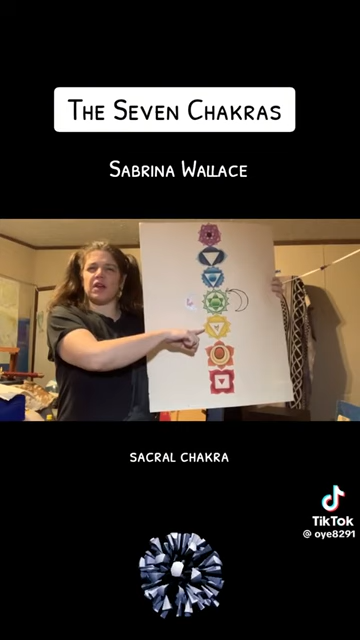 THE SEVEN CHAKRAS
SABRINA WALLACE
SACRAL CHAKRA
TikTok
@ oye8291